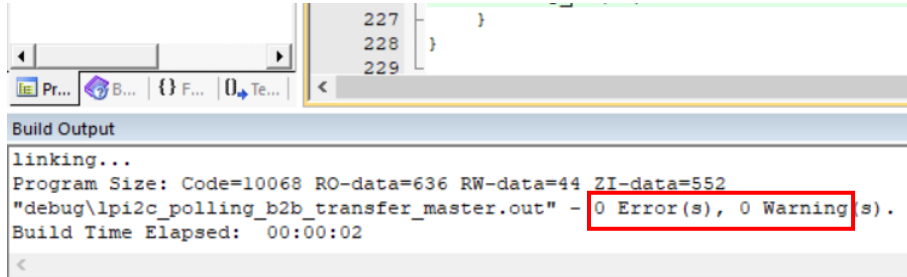 227 }
228 }
229
Pr... B... {} F... 0 Te...
Build Output
linking...
Program Size: Code=10068 RO-data=636 RW-data=44 ZI-data=552
"debug\lpi2c_polling_b2b_transfer_master.out" - 0 Error(s), 0 Warning(s).
Build Time Elapsed:  00:00:02